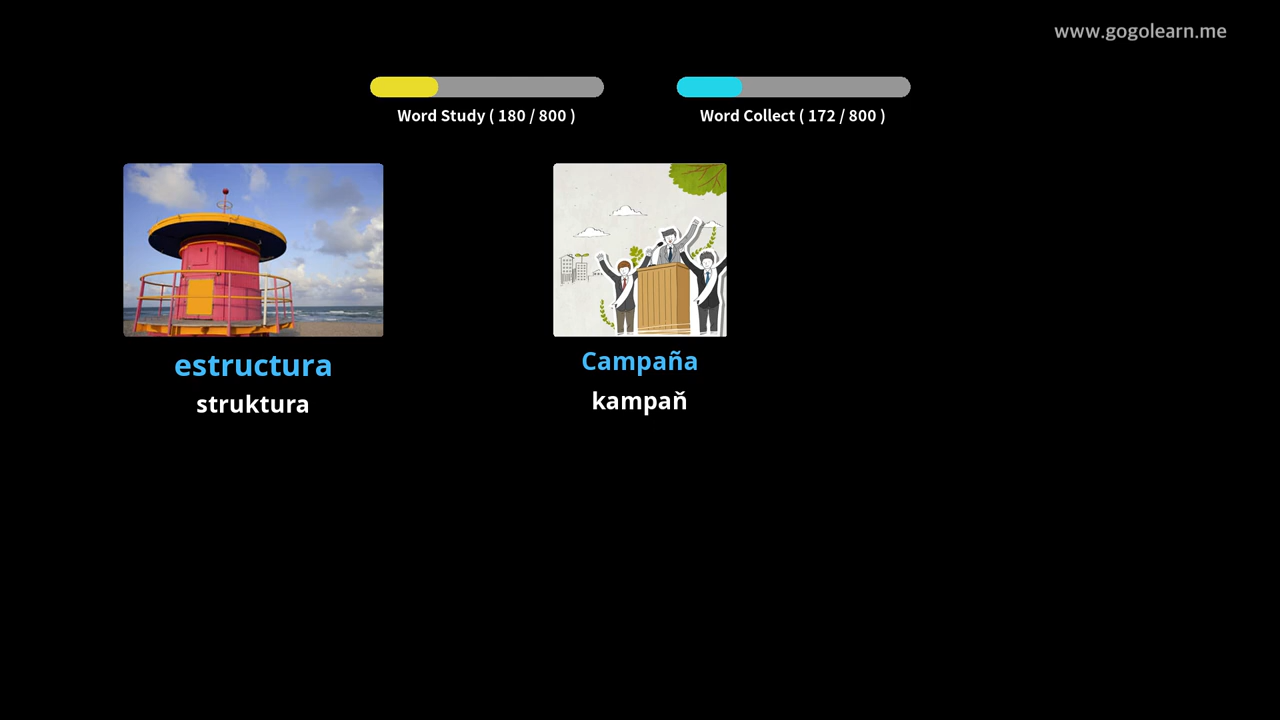 www.gogolearn.me
Word Study ( 180 / 800 )
Word Collect ( 172 / 800 )
estructura
struktura
Campaña
kampaň